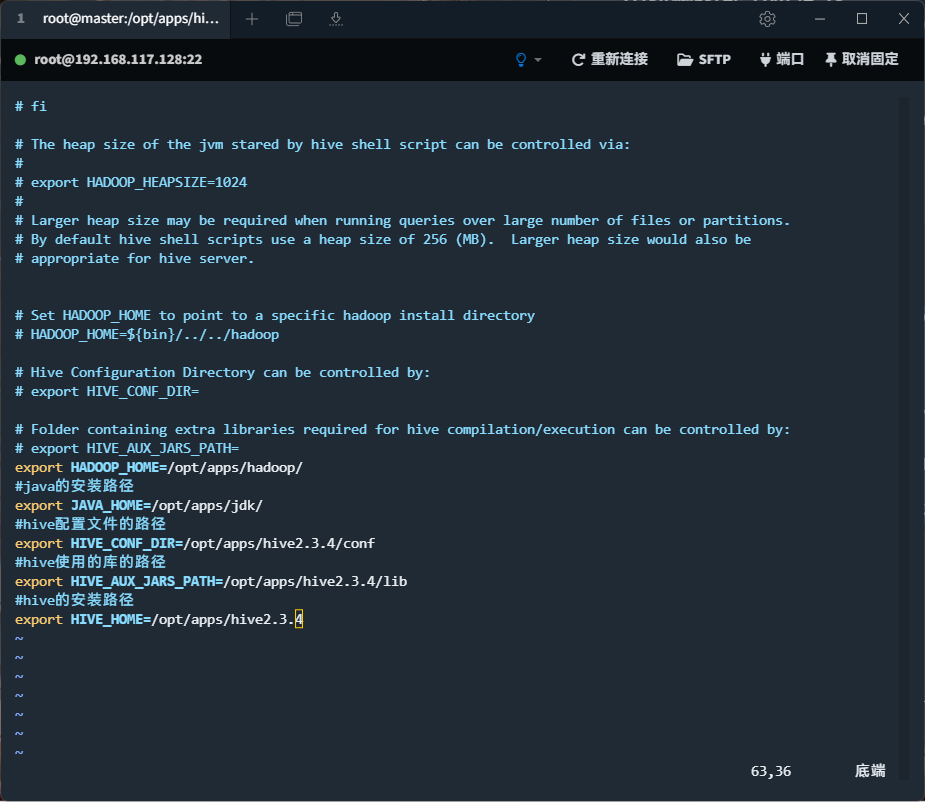 1 root@master:/opt/apps/hi...
root@192.168.117.128:22 重新连接 SFTP 端口 取消固定
# fi
# The heap size of the jvm stared by hive shell script can be controlled via:
#
# export HADOOP_HEAPSIZE=1024
#
# Larger heap size may be required when running queries over large number of files or partitions.
# By default hive shell scripts use a heap size of 256 (MB).  Larger heap size would also be
# appropriate for hive server.
# Set HADOOP_HOME to point to a specific hadoop install directory
# HADOOP_HOME=${bin}/../../hadoop
# Hive Configuration Directory can be controlled by:
# export HIVE_CONF_DIR=
# Folder containing extra libraries required for hive compilation/execution can be controlled by:
# export HIVE_AUX_JARS_PATH=
export HADOOP_HOME=/opt/apps/hadoop/
#java的安装路径
export JAVA_HOME=/opt/apps/jdk/
#hive配置文件的路径
export HIVE_CONF_DIR=/opt/apps/hive2.3.4/conf
#hive使用的库的路径
export HIVE_AUX_JARS_PATH=/opt/apps/hive2.3.4/lib
#hive的安装路径
export HIVE_HOME=/opt/apps/hive2.3.4
~
~
~
~
~
~
~
63,36 底端